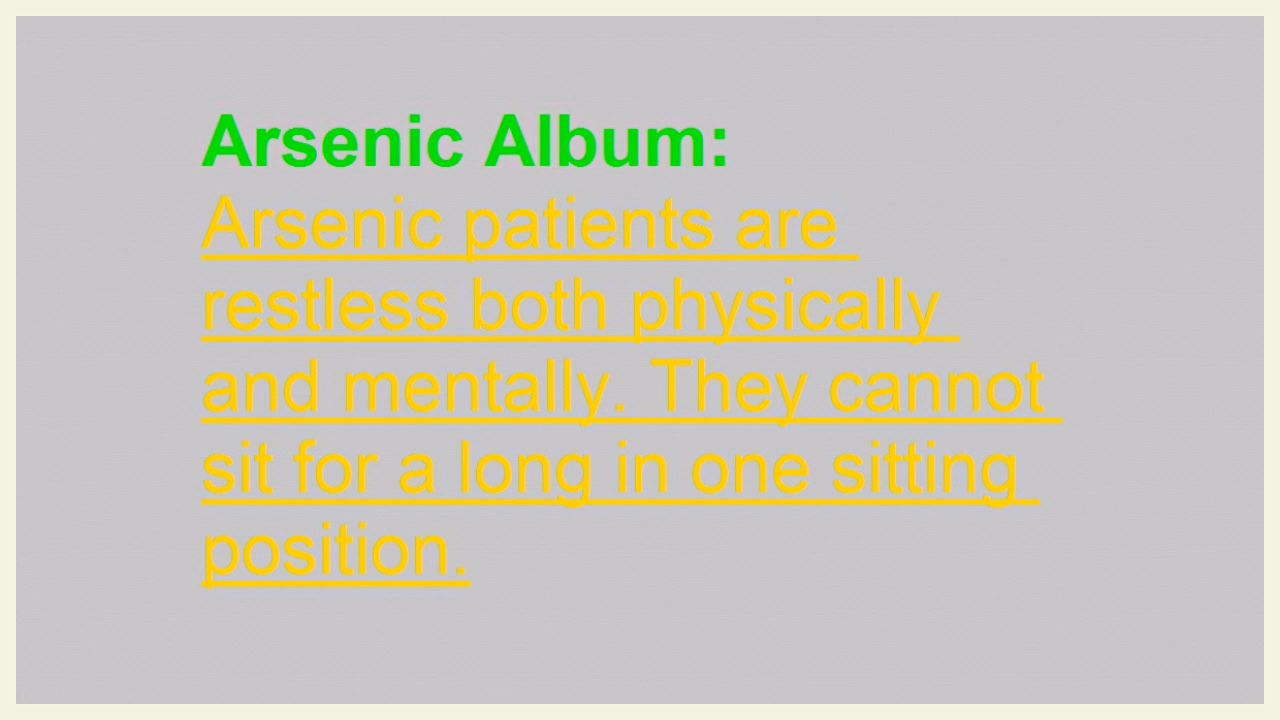 Arsenic Album:
Arsenic patients are
restless both physically
and mentally. They cannot
sit for a long in one sitting
position.